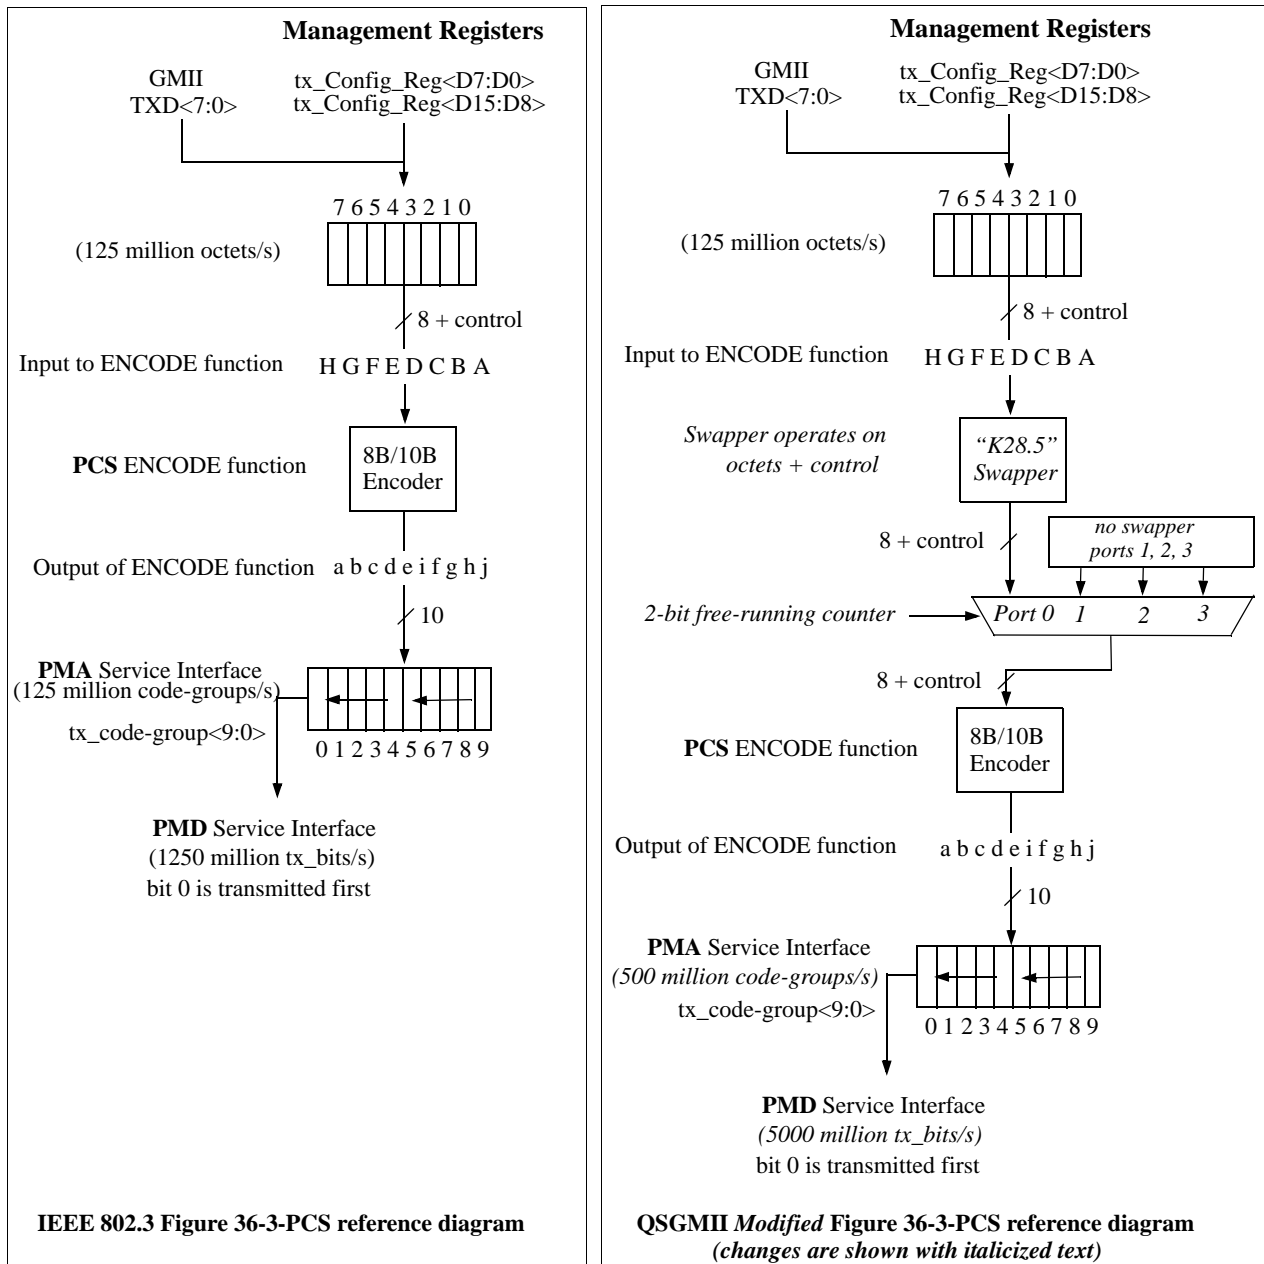 Management Registers
GMII
TXD<7:0>
tx_Config_Reg<D7:D0>
tx_Config_Reg<D15:D8>
7 6 5 4 3 2 1 0
(125 million octets/s)
8 + control
Input to ENCODE function
H G F E D C B A
PCS ENCODE function
8B/10B
Encoder
Output of ENCODE function
a b c d e i f g h j
10
PMA Service Interface
(125 million code-groups/s)
tx_code-group<9:0>
0 1 2 3 4 5 6 7 8 9
PMD Service Interface
(1250 million tx_bits/s)
bit 0 is transmitted first
IEEE 802.3 Figure 36-3-PCS reference diagram
Management Registers
GMII
TXD<7:0>
tx_Config_Reg<D7:D0>
tx_Config_Reg<D15:D8>
7 6 5 4 3 2 1 0
(125 million octets/s)
8 + control
Input to ENCODE function
H G F E D C B A
Swapper operates on
octets + control
“K28.5”
Swapper
8 + control
no swapper
ports 1, 2, 3
2-bit free-running counter
Port 0 1 2 3
8 + control
PCS ENCODE function
8B/10B
Encoder
Output of ENCODE function
a b c d e i f g h j
10
PMA Service Interface
(500 million code-groups/s)
tx_code-group<9:0>
0 1 2 3 4 5 6 7 8 9
PMD Service Interface
(5000 million tx_bits/s)
bit 0 is transmitted first
QSGMII Modified Figure 36-3-PCS reference diagram
(changes are shown with italicized text)